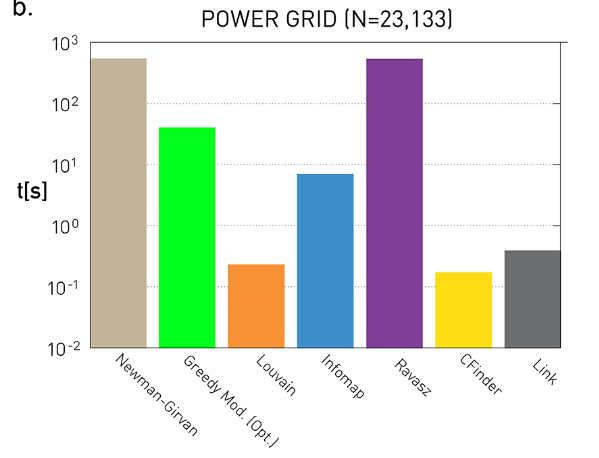 b.
POWER GRID (N=23,133)
t[s]
10³
10²
10¹
10⁰
10⁻¹
10⁻²
Newman-Girvan
Greedy Mod. (Opt.)
Louvain
Infomap
Ravasz
CFinder
Link